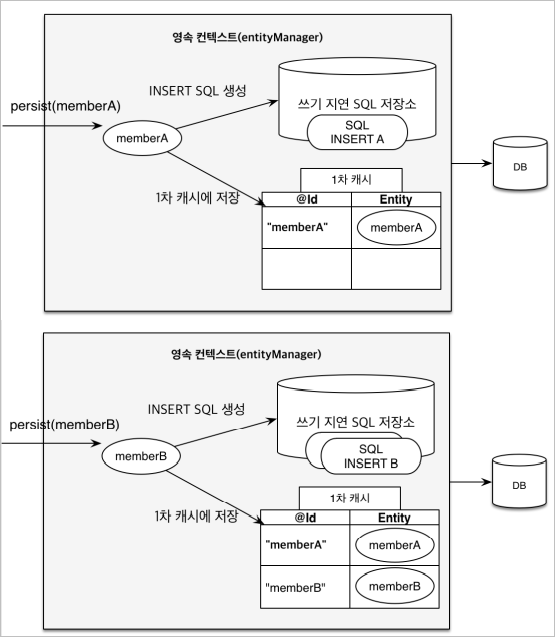 영속 컨텍스트(entityManager)
INSERT SQL 생성
persist(memberA)
쓰기 지연 SQL 저장소
SQL
INSERT A
memberA
DB
1차 캐시
1차 캐시에 저장
@Id Entity
"memberA" memberA
영속 컨텍스트(entityManager)
INSERT SQL 생성
persist(memberB)
쓰기 지연 SQL 저장소
SQL
INSERT B
memberB
DB
1차 캐시
1차 캐시에 저장
@Id Entity
"memberA" memberA
"memberB" memberB